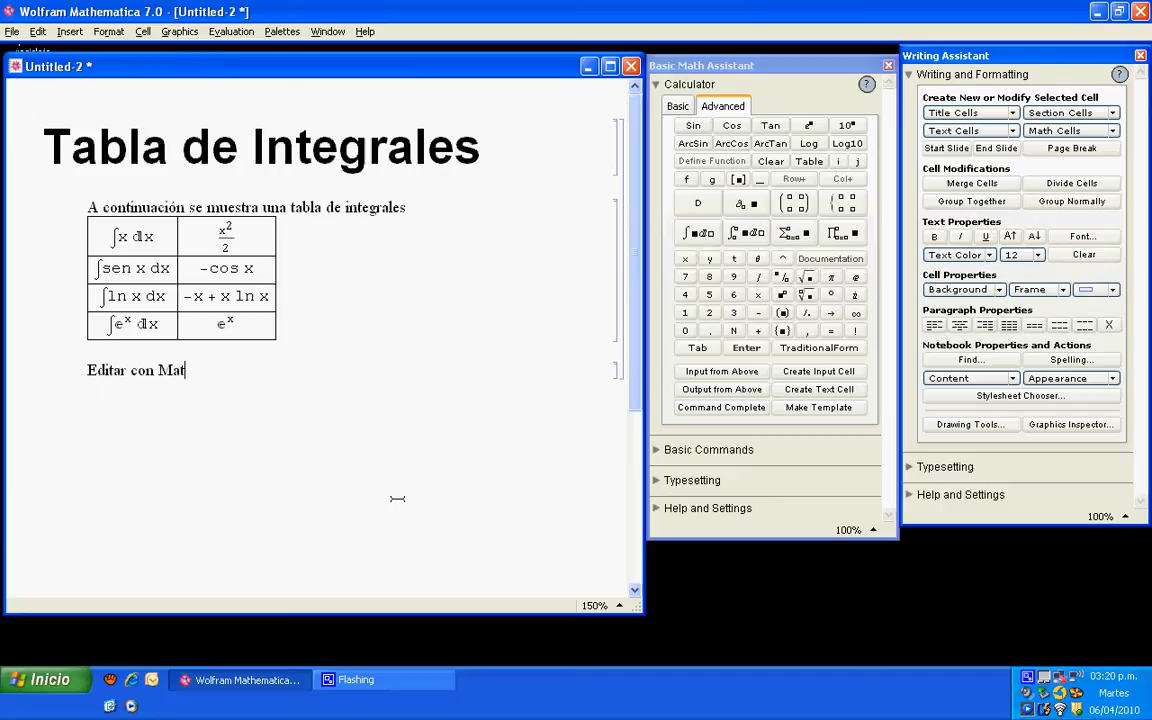 Wolfram Mathematica 7.0 - [Untitled-2 *]
File Edit Insert Format Cell Graphics Evaluation Palettes Window Help
Untitled-2 *
Tabla de Integrales
A continuación se muestra una tabla de integrales
∫x ⅆx x²/2
∫sen x dx -cos x
∫ln x dx -x + x ln x
∫eˣ ⅆx eˣ
Editar con Mat
150%
Basic Math Assistant
Calculator ?
Basic Advanced
Sin Cos Tan eˣ 10ˣ
ArcSin ArcCos ArcTan Log Log10
Define Function Clear Table i j
f g [■] _ Row+ Col+
D ∂
∫■ⅆ□ ∫■ⅆ□ Σ ■ Π ■
x y t θ ^ Documentation
7 8 9 / π ⅇ
4 5 6 x °
1 2 3 - (■) /. → ∞
0 . N + {■} , = !
Tab Enter TraditionalForm
Input from Above Create Input Cell
Output from Above Create Text Cell
Command Complete Make Template
Basic Commands
Typesetting
Help and Settings
100%
Writing Assistant
Writing and Formatting ?
Create New or Modify Selected Cell
Title Cells Section Cells
Text Cells Math Cells
Start Slide End Slide Page Break
Cell Modifications
Merge Cells Divide Cells
Group Together Group Normally
Text Properties
B I U A↑ A↓ Font...
Text Color 12 Clear
Cell Properties
Background Frame
Paragraph Properties
X
Notebook Properties and Actions
Find... Spelling...
Content Appearance
Stylesheet Chooser...
Drawing Tools... Graphics Inspector...
Typesetting
Help and Settings
100%
Inicio Wolfram Mathematica... Flashing
03:20 p.m.
Martes
06/04/2010